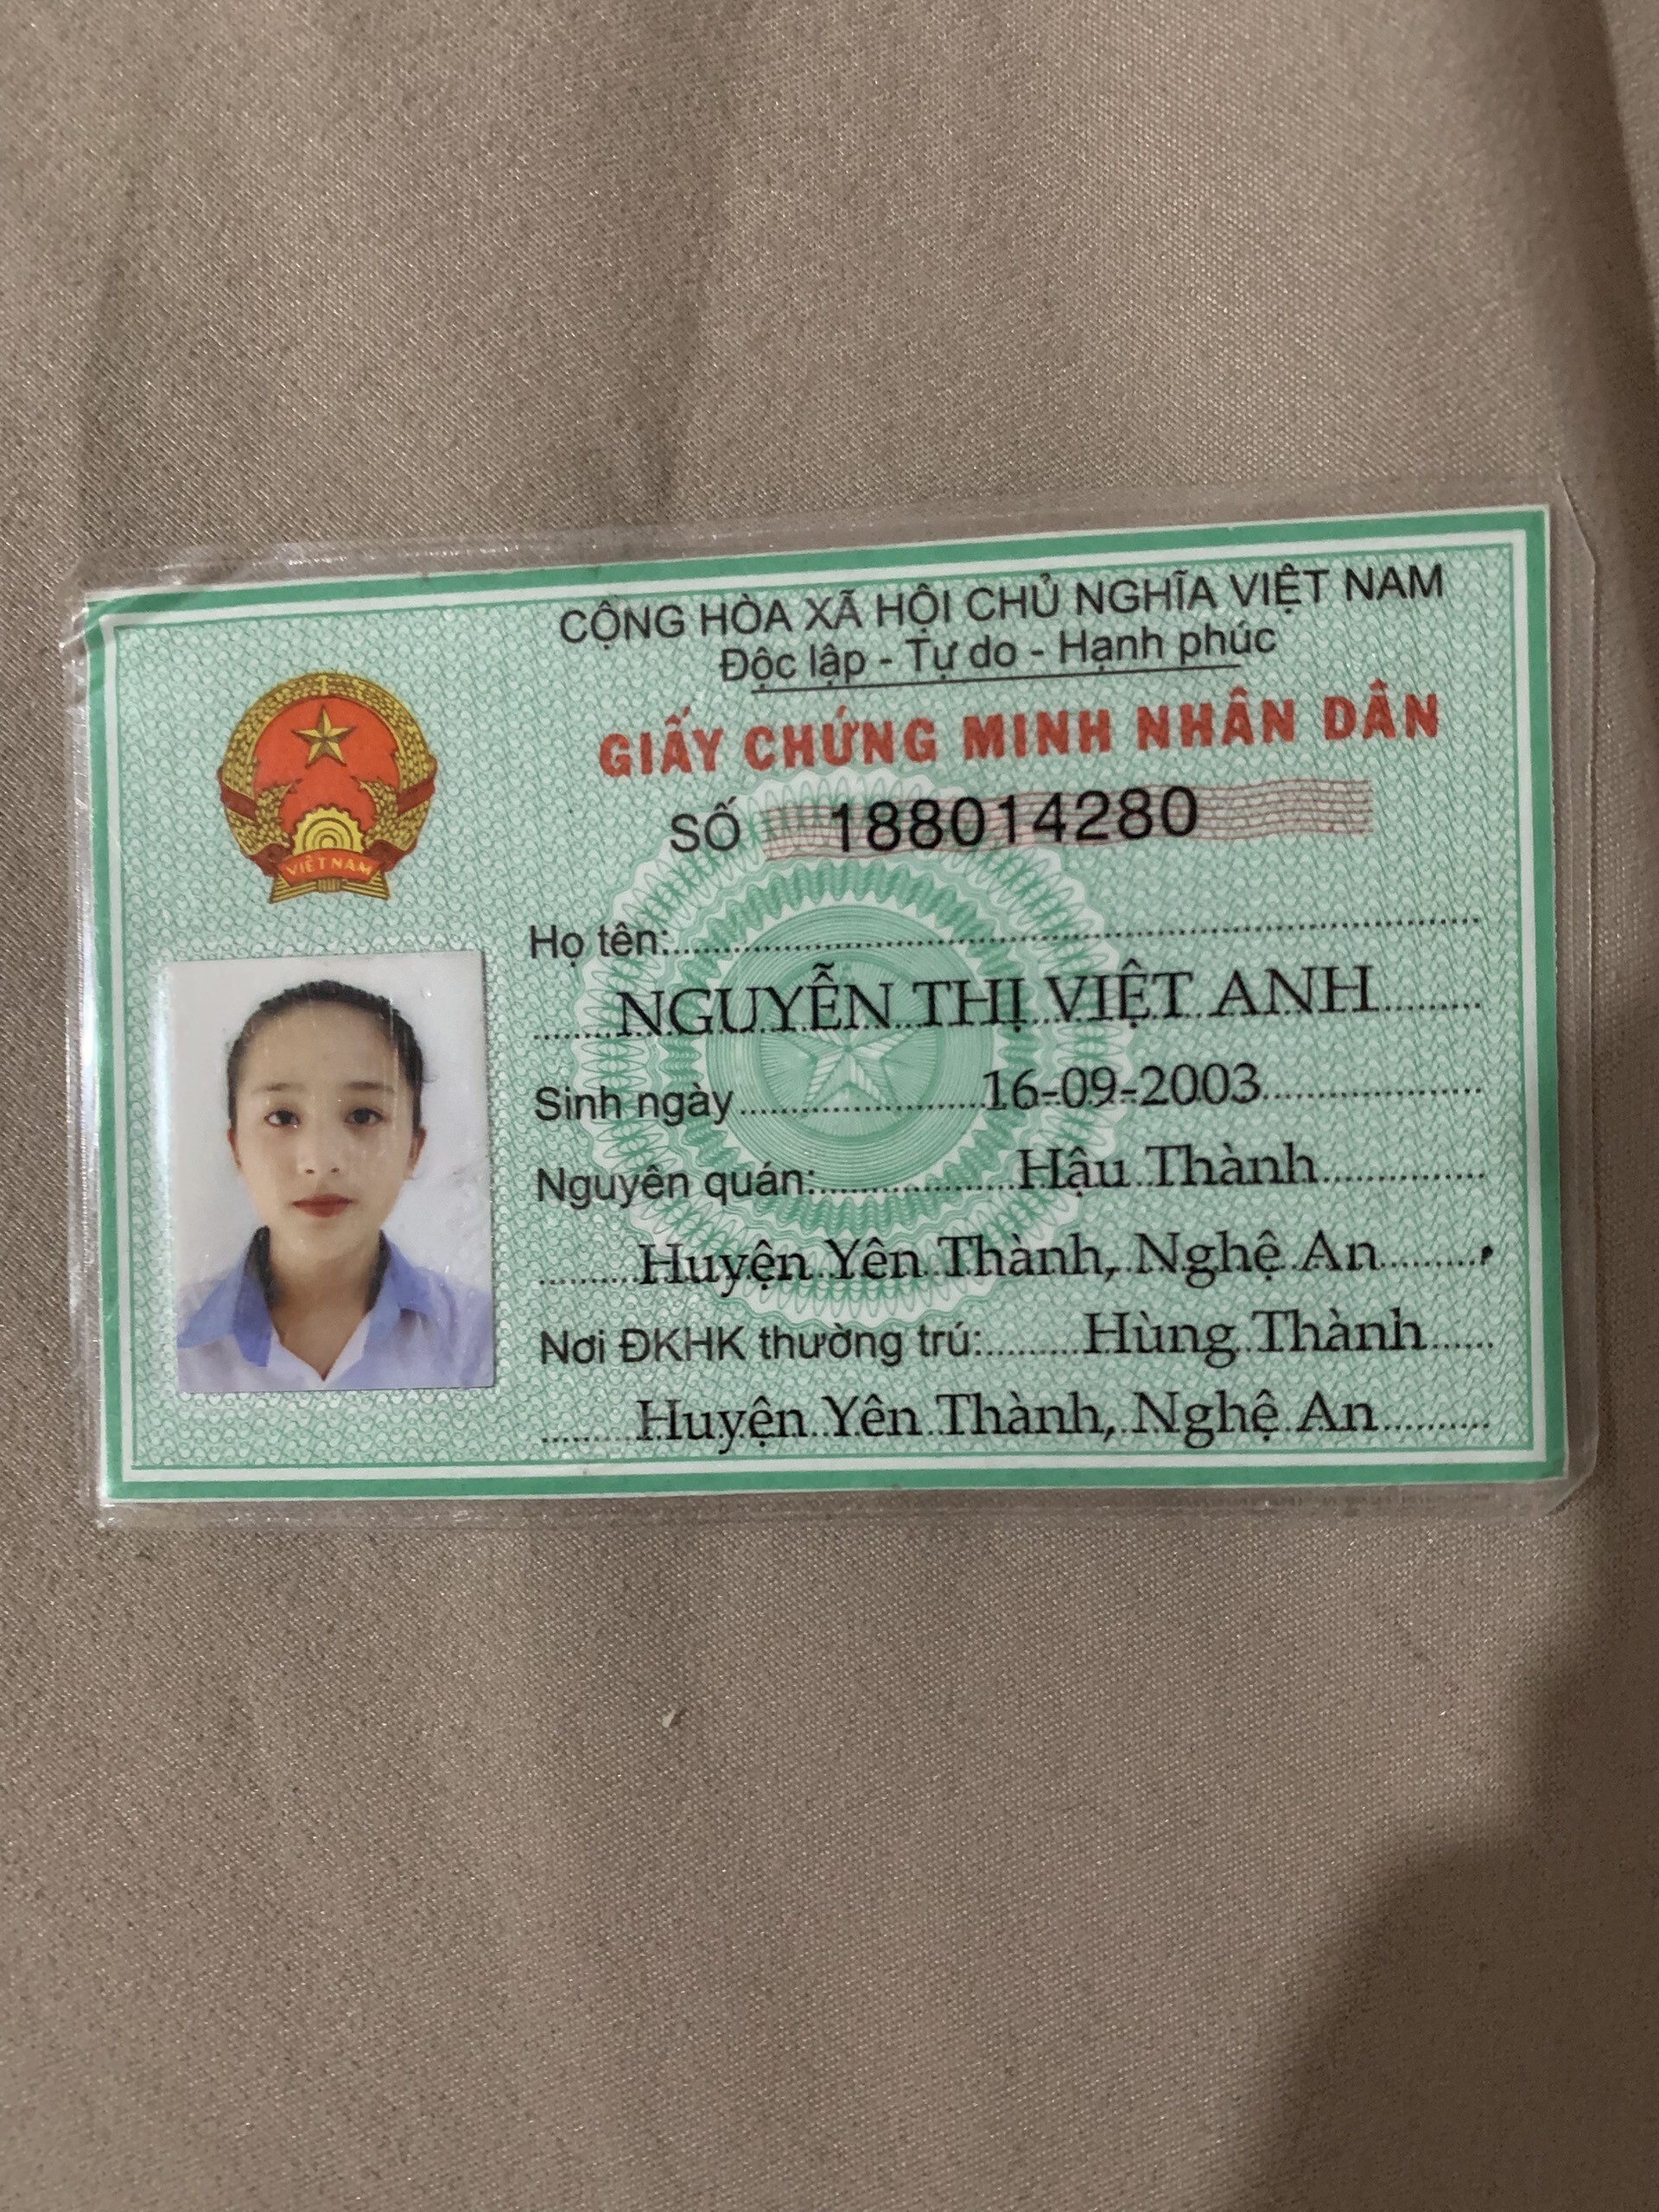 CỘNG HÒA XÃ HỘI CHỦ NGHĨA VIỆT NAM
Độc lập - Tự do - Hạnh phúc
GIẤY CHỨNG MINH NHÂN DÂN
SỐ 188014280
VIỆT NAM
Họ tên:
NGUYỄN THỊ VIỆT ANH
Sinh ngày 16-09-2003
Nguyên quán: Hậu Thành
Huyện Yên Thành, Nghệ An
Nơi ĐKHK thường trú: Hùng Thành
Huyện Yên Thành, Nghệ An